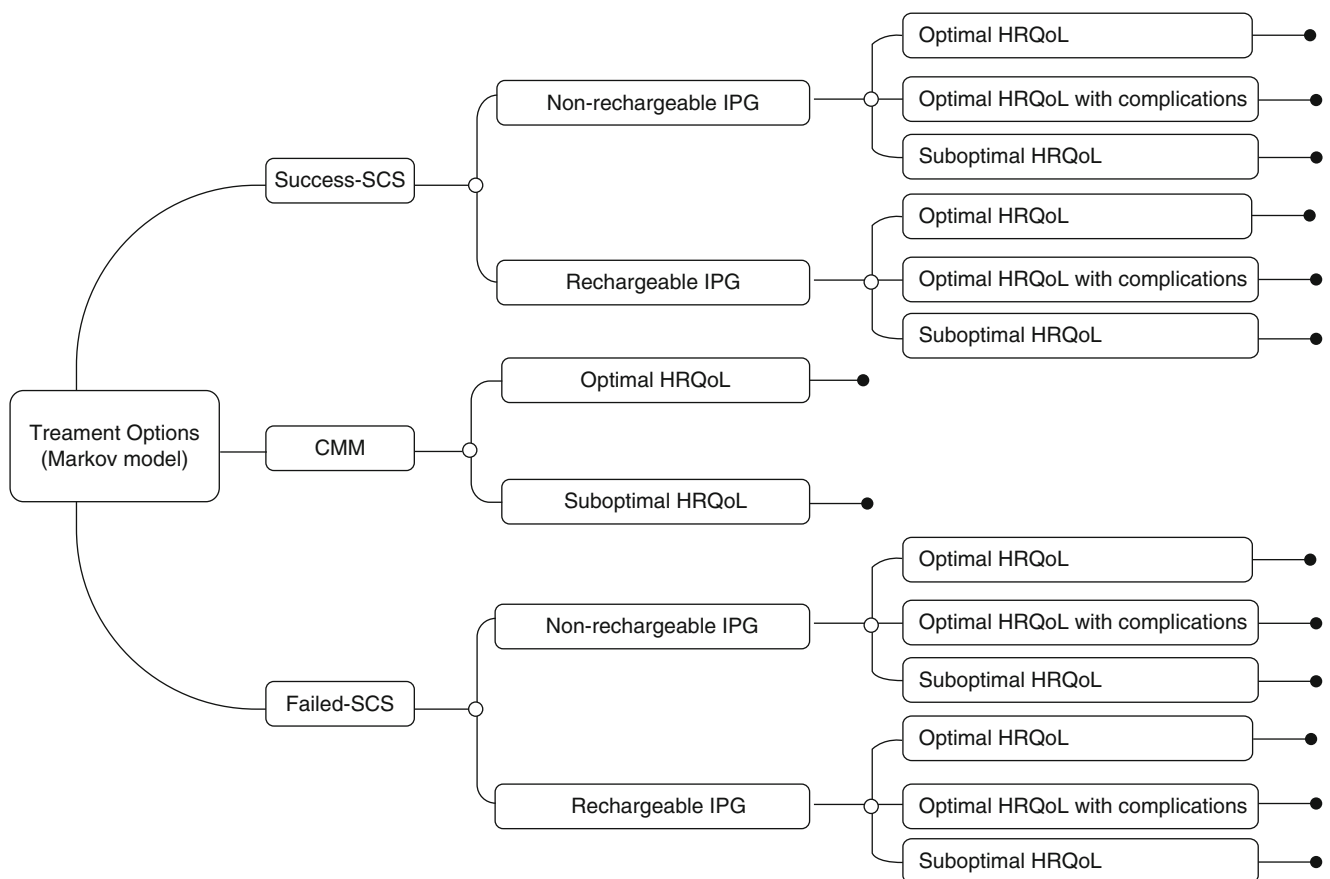 Treament Options
(Markov model)
Success-SCS
Non-rechargeable IPG
Optimal HRQoL
Optimal HRQoL with complications
Suboptimal HRQoL
Rechargeable IPG
Optimal HRQoL
Optimal HRQoL with complications
Suboptimal HRQoL
CMM
Optimal HRQoL
Suboptimal HRQoL
Failed-SCS
Non-rechargeable IPG
Optimal HRQoL
Optimal HRQoL with complications
Suboptimal HRQoL
Rechargeable IPG
Optimal HRQoL
Optimal HRQoL with complications
Suboptimal HRQoL